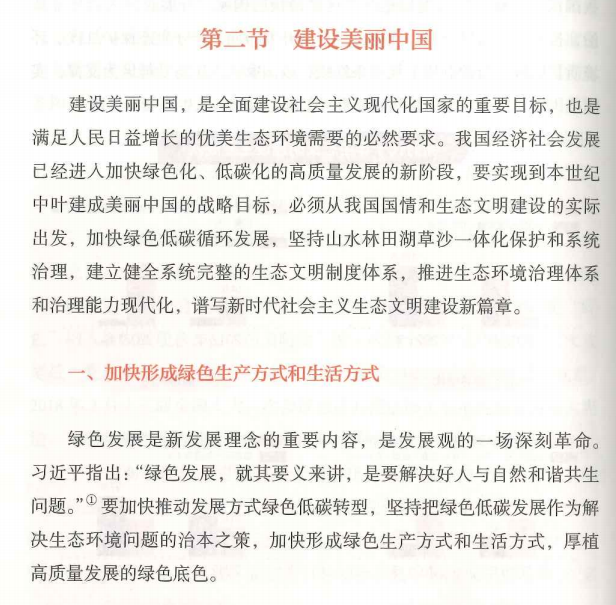 第二节 建设美丽中国
建设美丽中国，是全面建设社会主义现代化国家的重要目标，也是
满足人民日益增长的优美生态环境需要的必然要求。我国经济社会发展
已经进入加快绿色化、低碳化的高质量发展的新阶段，要实现到本世纪
中叶建成美丽中国的战略目标，必须从我国国情和生态文明建设的实际
出发，加快绿色低碳循环发展，坚持山水林田湖草沙一体化保护和系统
治理，建立健全系统完整的生态文明制度体系，推进生态环境治理体系
和治理能力现代化，谱写新时代社会主义生态文明建设新篇章。
一、加快形成绿色生产方式和生活方式
绿色发展是新发展理念的重要内容，是发展观的一场深刻革命。
习近平指出：“绿色发展，就其要义来讲，是要解决好人与自然和谐共生
问题。”①要加快推动发展方式绿色低碳转型，坚持把绿色低碳发展作为解
决生态环境问题的治本之策，加快形成绿色生产方式和生活方式，厚植
高质量发展的绿色底色。